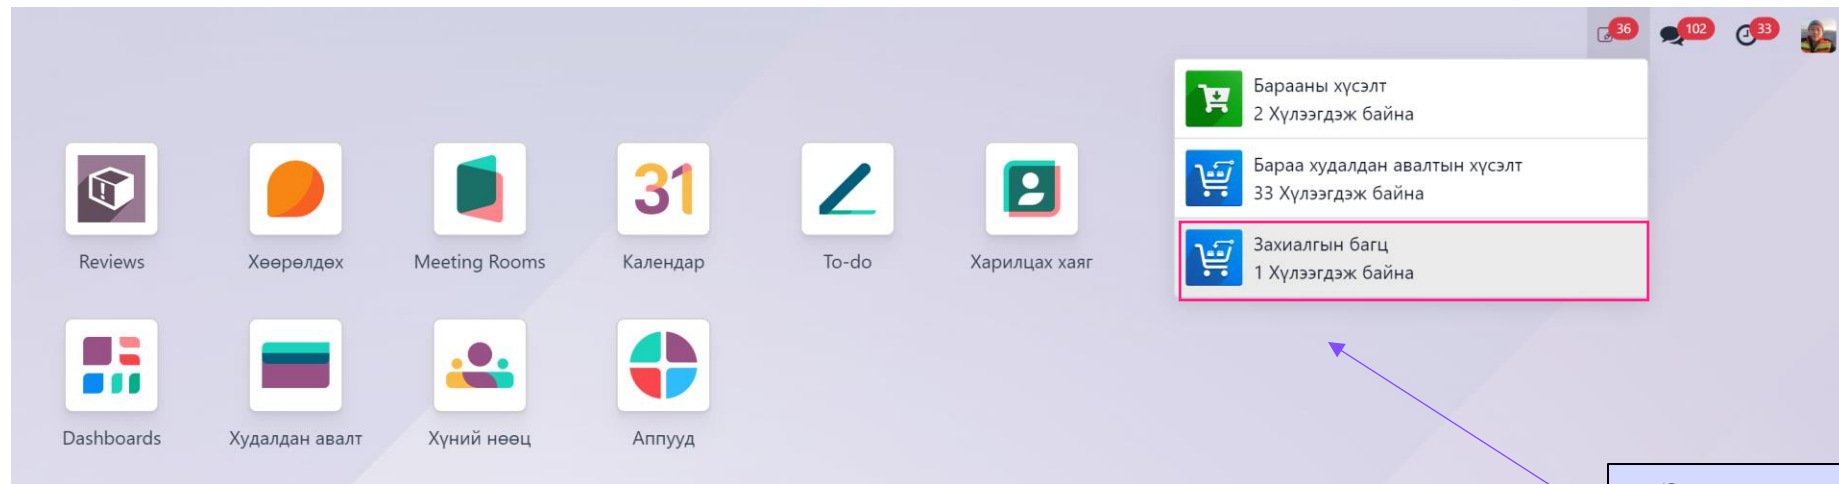 36 102 33
Барааны хүсэлт
2 Хүлээгдэж байна
Бараа худалдан авалтын хүсэлт
33 Хүлээгдэж байна
Захиалгын багц
1 Хүлээгдэж байна
31
Reviews Хөөрөлдөх Meeting Rooms Календар To-do Харилцах хаяг
Dashboards Худалдан авалт Хүний нөөц Аппууд